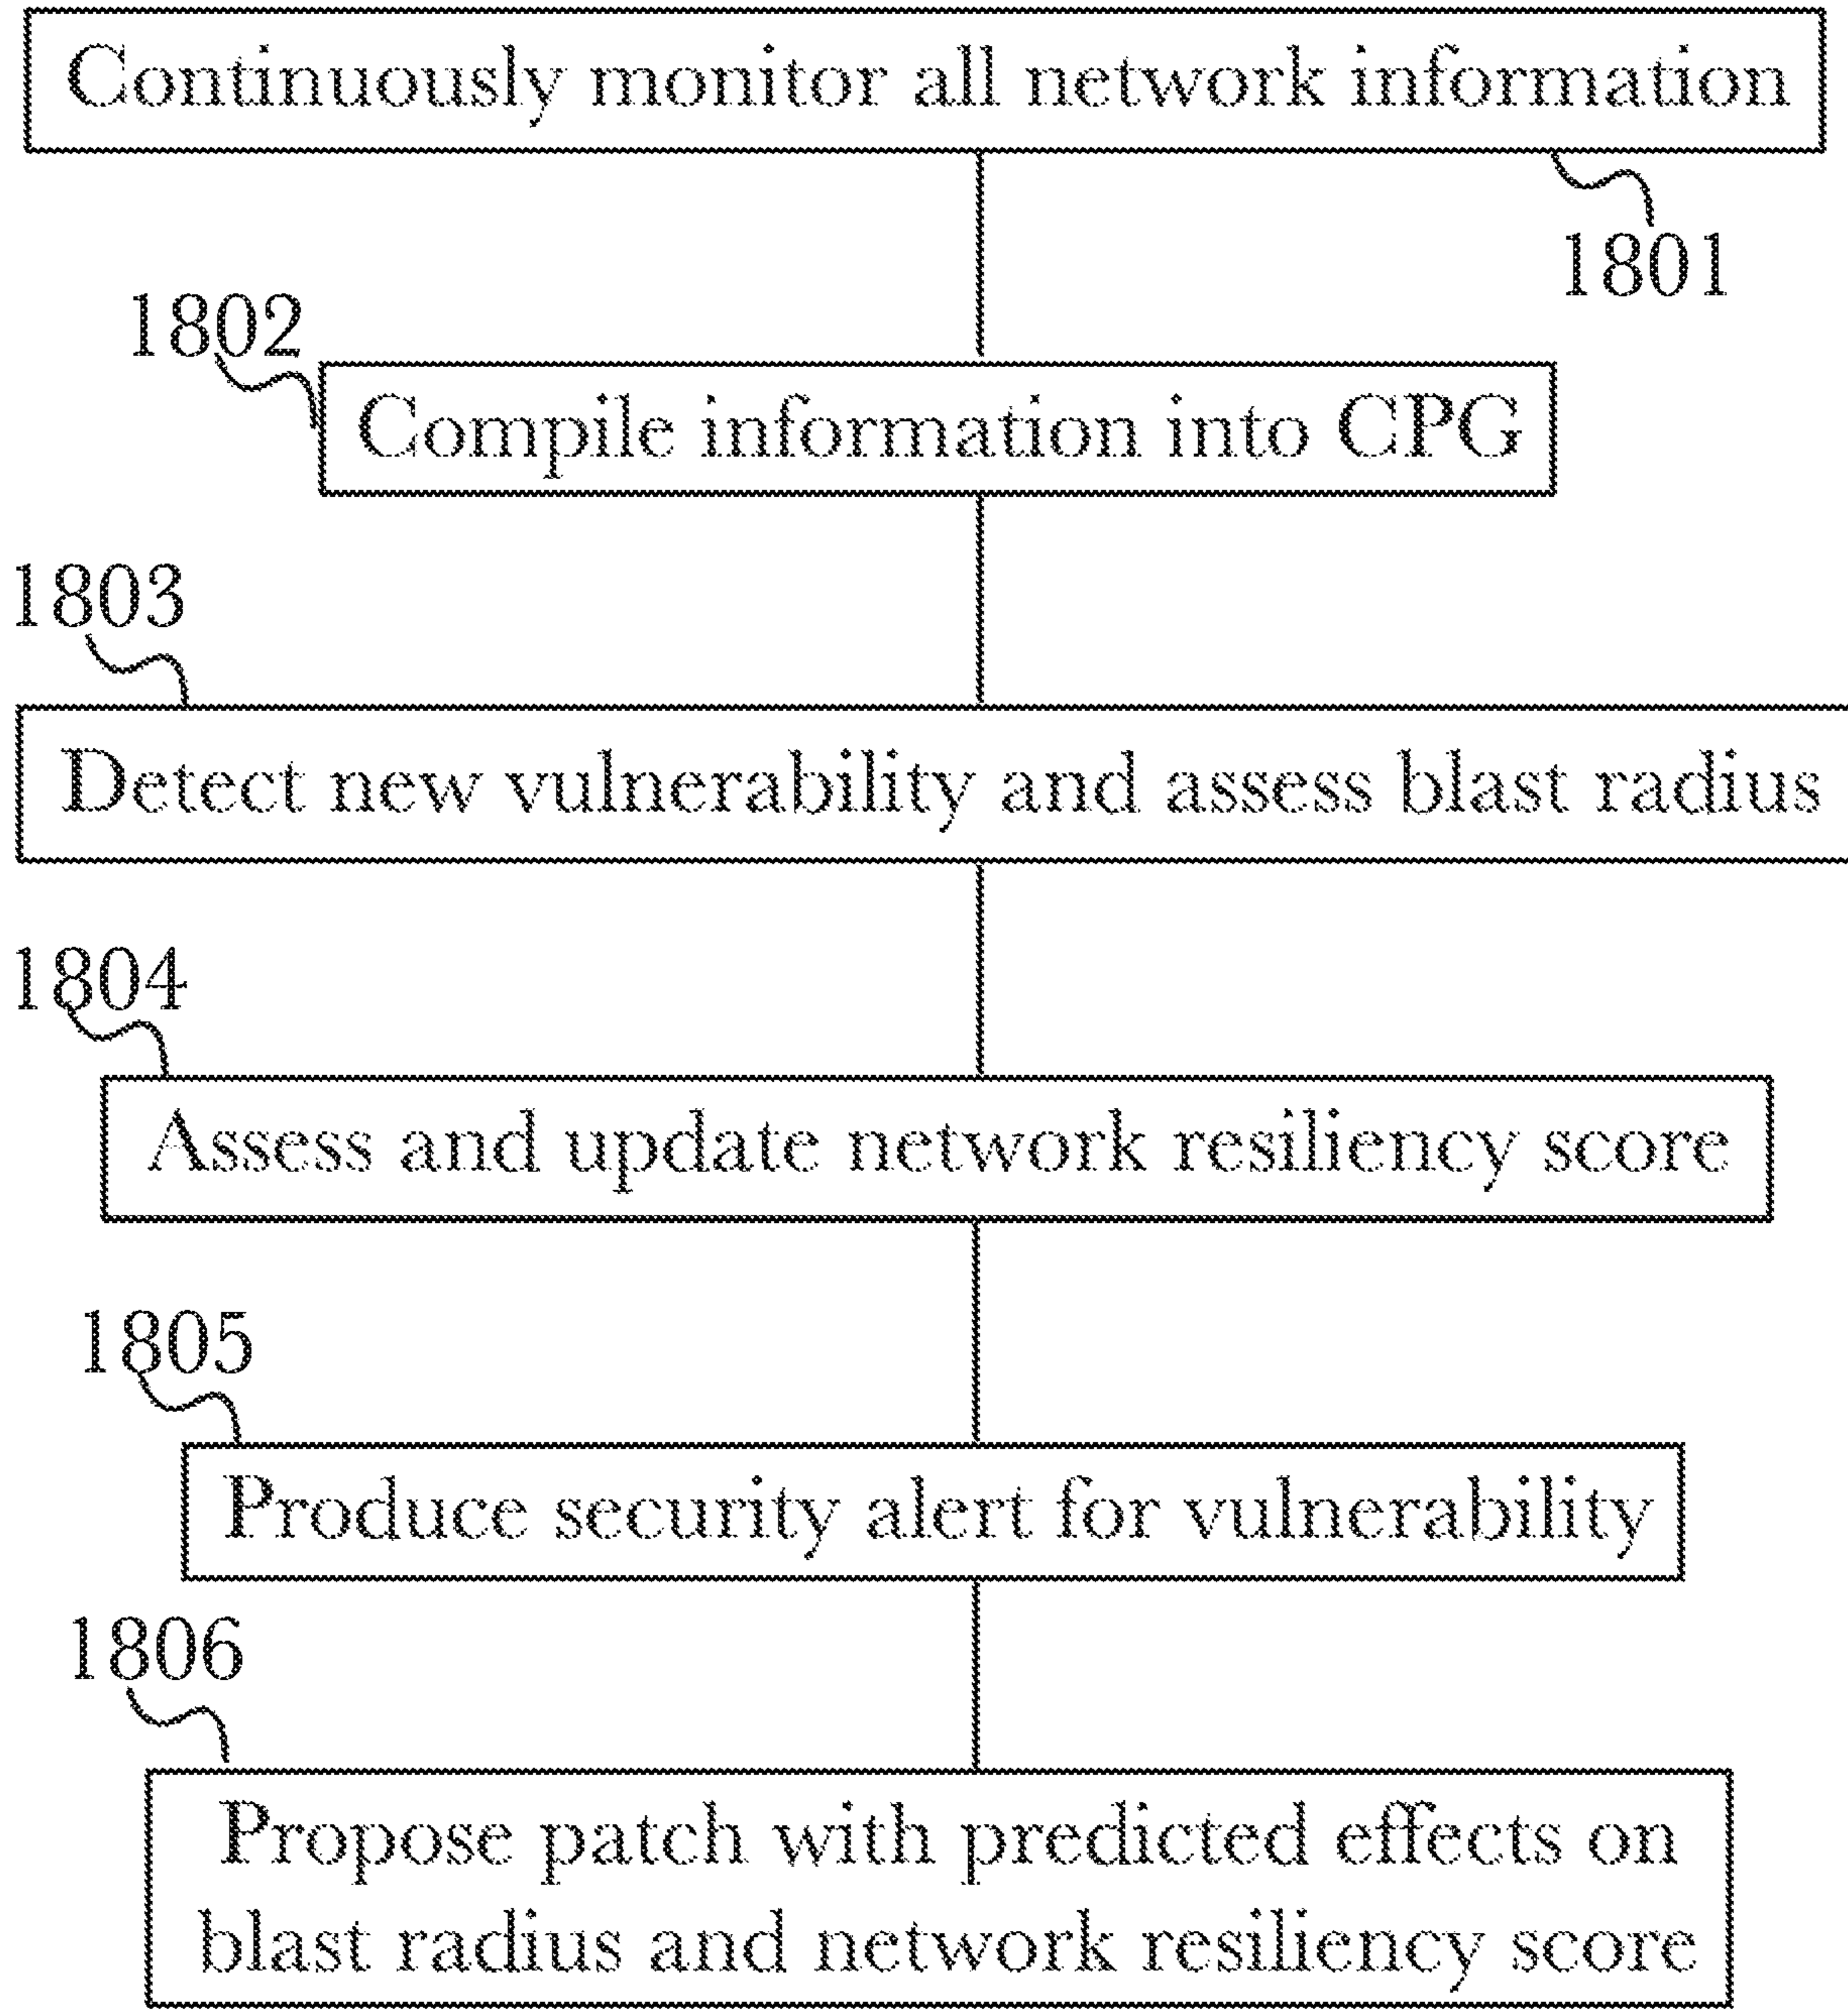 Continuously monitor all network information
1801
1802
Compile information into CPG
1803
Detect new vulnerability and assess blast radius
1804
Assess and update network resiliency score
1805
Produce security alert for vulnerability
1806
Propose patch with predicted effects on
blast radius and network resiliency score